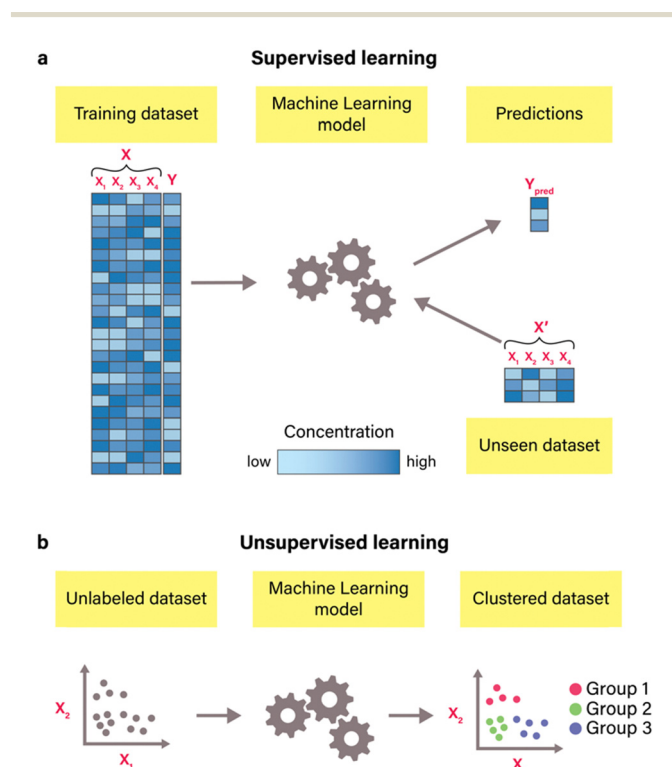 a
Supervised learning
Training dataset
Machine Learning
model
Predictions
X
X₁ X₂ X₃ X₄ Y
Y pred
X'
X₁ X₂ X₃ X₄
Concentration
low
high
Unseen dataset
b
Unsupervised learning
Unlabeled dataset
Machine Learning
model
Clustered dataset
X₂
X₁
X₂
X
Group 1
Group 2
Group 3